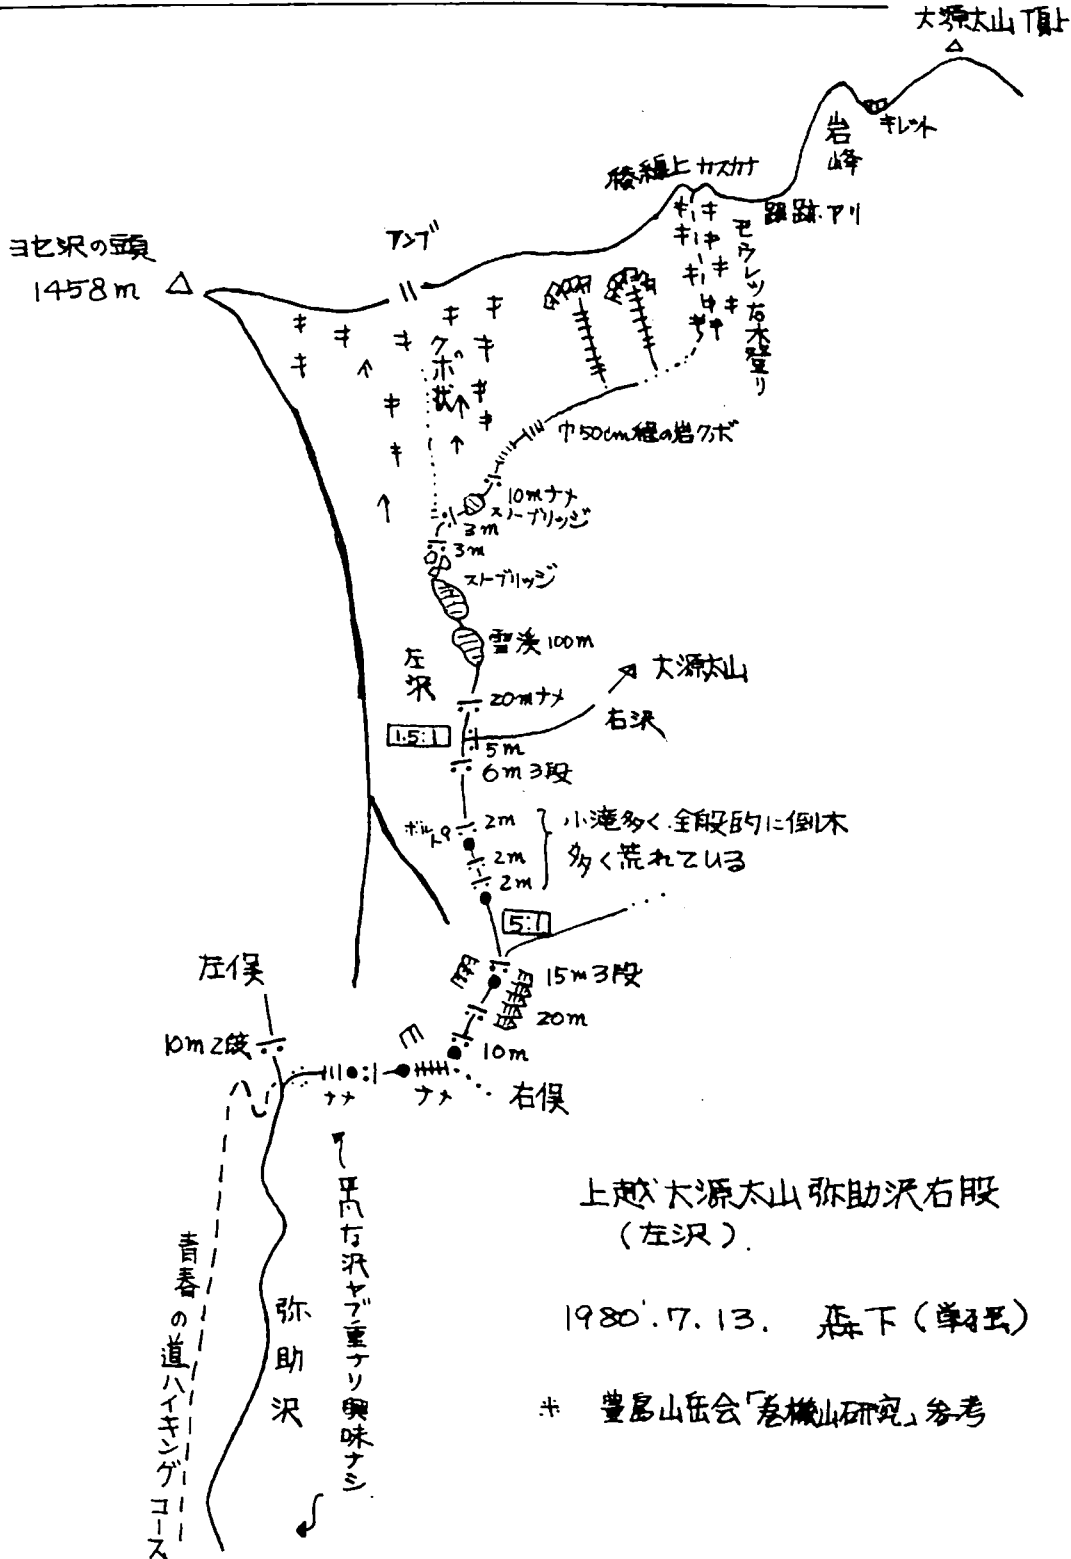 大源太山頂上
キレット
岩峰
稜線上カスカナ
踏跡アリ
モウレツな木登り
アンブ
ヨセ沢の頭
1458m
クボ状
巾50cm程の岩クボ
10mナメ
スノーブリッジ
3m
3m
スノーブリッジ
雪渓100m
左沢
20mナメ
大源太山
右沢
1.5:1
5m
6m3段
2m
2m
2m
小滝多く全般的に倒木
多く荒れている
5:1
左俣
15m3段
20m
10m2段
10m
ナメ
ナメ
右俣
平凡な沢ヤブ重ナリ興味ナシ
青春の道ハイキングコース
弥助沢
上越大源太山弥助沢右股
(左沢).
1980'.7.13. 森下(単独)
* 豊島山岳会「巻機山研究」参考